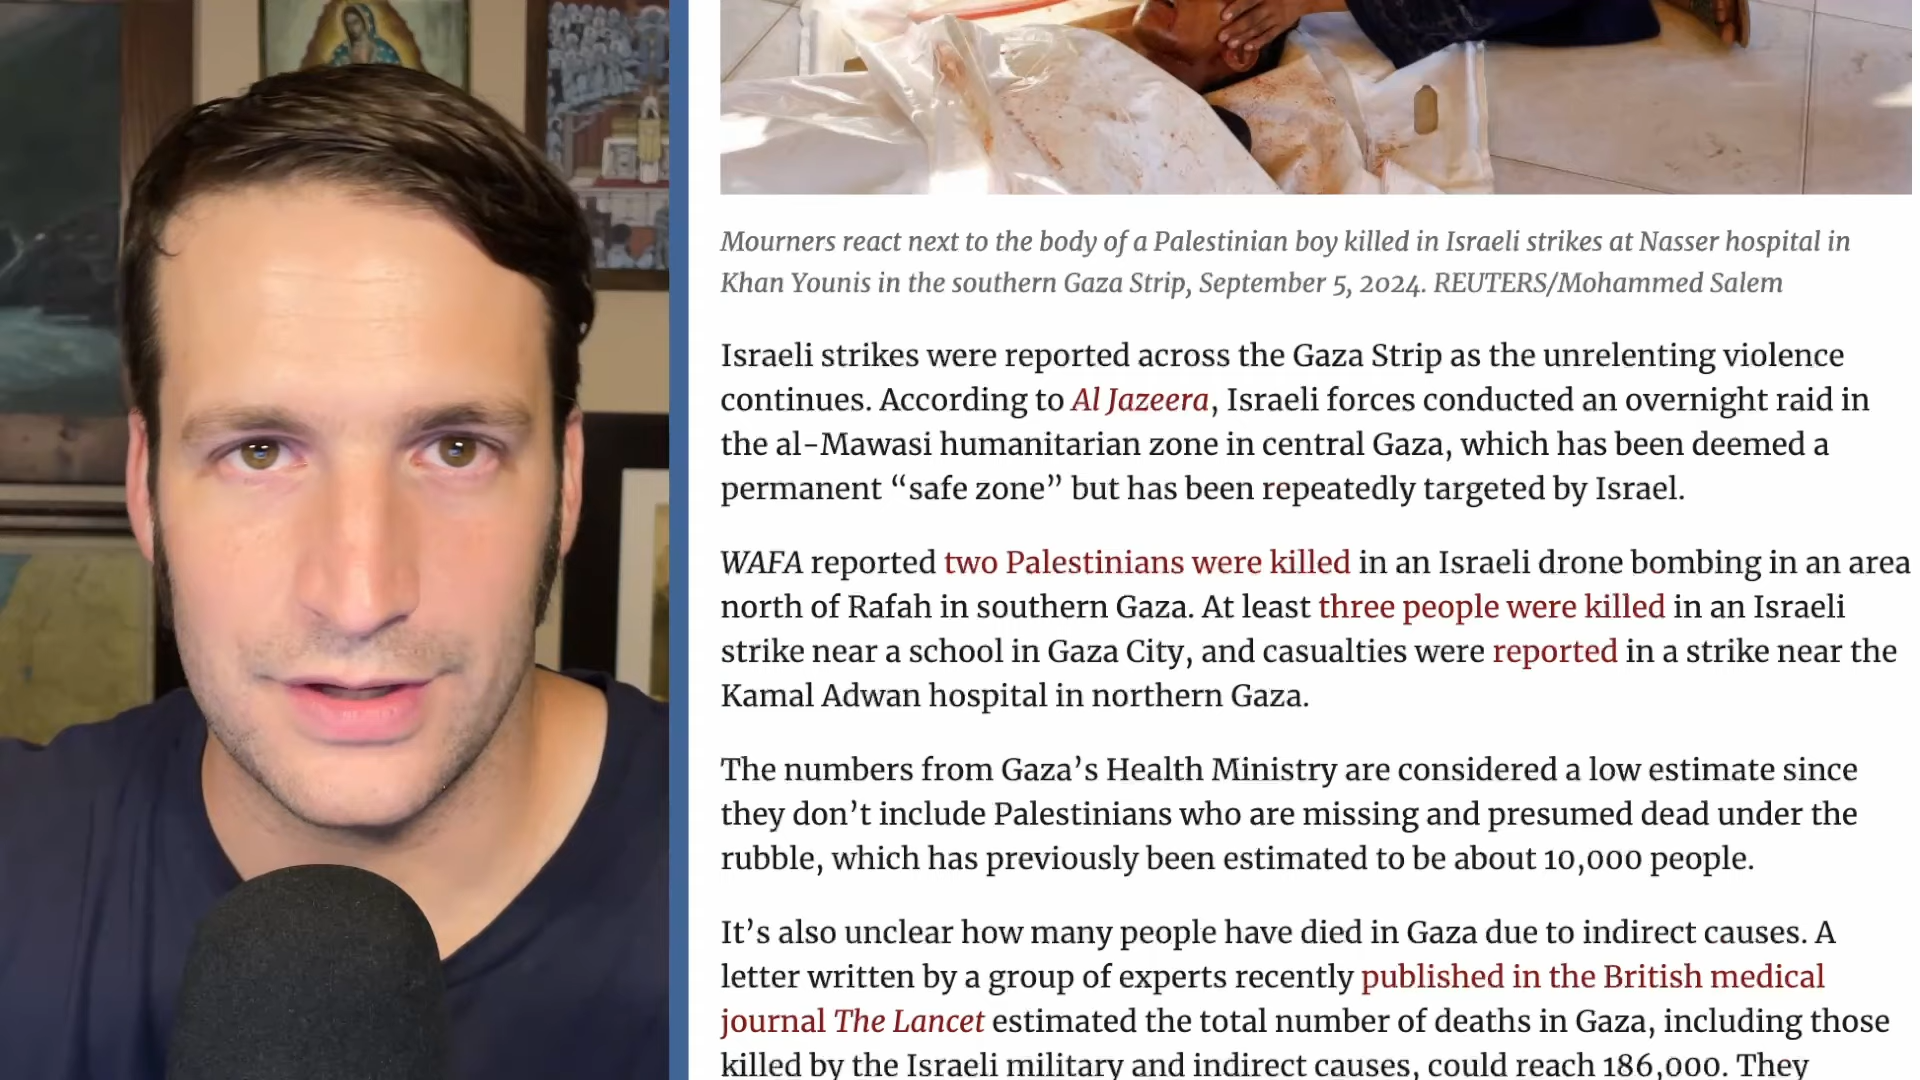 Mourners react next to the body of a Palestinian boy killed in Israeli strikes at Nasser hospital in
Khan Younis in the southern Gaza Strip, September 5, 2024. REUTERS/Mohammed Salem
Israeli strikes were reported across the Gaza Strip as the unrelenting violence
continues. According to Al Jazeera, Israeli forces conducted an overnight raid in
the al-Mawasi humanitarian zone in central Gaza, which has been deemed a
permanent “safe zone” but has been repeatedly targeted by Israel.
WAFA reported two Palestinians were killed in an Israeli drone bombing in an area
north of Rafah in southern Gaza. At least three people were killed in an Israeli
strike near a school in Gaza City, and casualties were reported in a strike near the
Kamal Adwan hospital in northern Gaza.
The numbers from Gaza’s Health Ministry are considered a low estimate since
they don’t include Palestinians who are missing and presumed dead under the
rubble, which has previously been estimated to be about 10,000 people.
It’s also unclear how many people have died in Gaza due to indirect causes. A
letter written by a group of experts recently published in the British medical
journal The Lancet estimated the total number of deaths in Gaza, including those
killed by the Israeli military and indirect causes, could reach 186,000. They